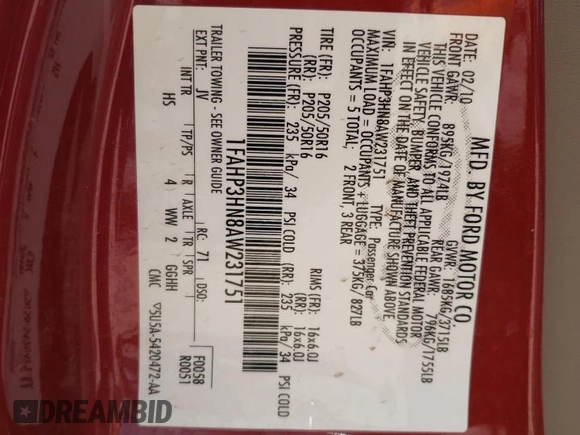 MFD. BY FORD MOTOR CO
DATE: 02/10 GVWR: 1685KG/3715LB
FRONT GAWR: 895KG/1974LB REAR GAWR: 796KG/1755LB
THIS VEHICLE CONFORMS TO ALL APPLICABLE FEDERAL MOTOR
VEHICLE SAFETY, BUMPER, AND THEFT PREVENTION STANDARDS
IN EFFECT ON THE DATE OF MANUFACTURE SHOWN ABOVE.
VIN: 1FAHP3HN8AW231751 TYPE: Passenger Car
MAXIMUM LOAD = OCCUPANTS + LUGGAGE = 375KG/ 827LB
OCCUPANTS = 5 TOTAL: 2 FRONT, 3 REAR
TIRE (FR): P205/50R16 RIMS (FR): 16x6.0J
(RR): P205/50R16 (RR): 16x6.0J
PRESSURE (FR): 235 kPa/ 34 PSI COLD (RR): 235 kPa/34 PSI COLD
1FAHP3HN8AW231751
TRAILER TOWING - SEE OWNER GUIDE
EXT PNT: JV RC: 71 DSO: F0058
R0051
INT TR TP/PS R AXLE TR SPR
HS 4 WW 2 GGHH
CMC ▽5U5A-5420472-AA
DREAMBID